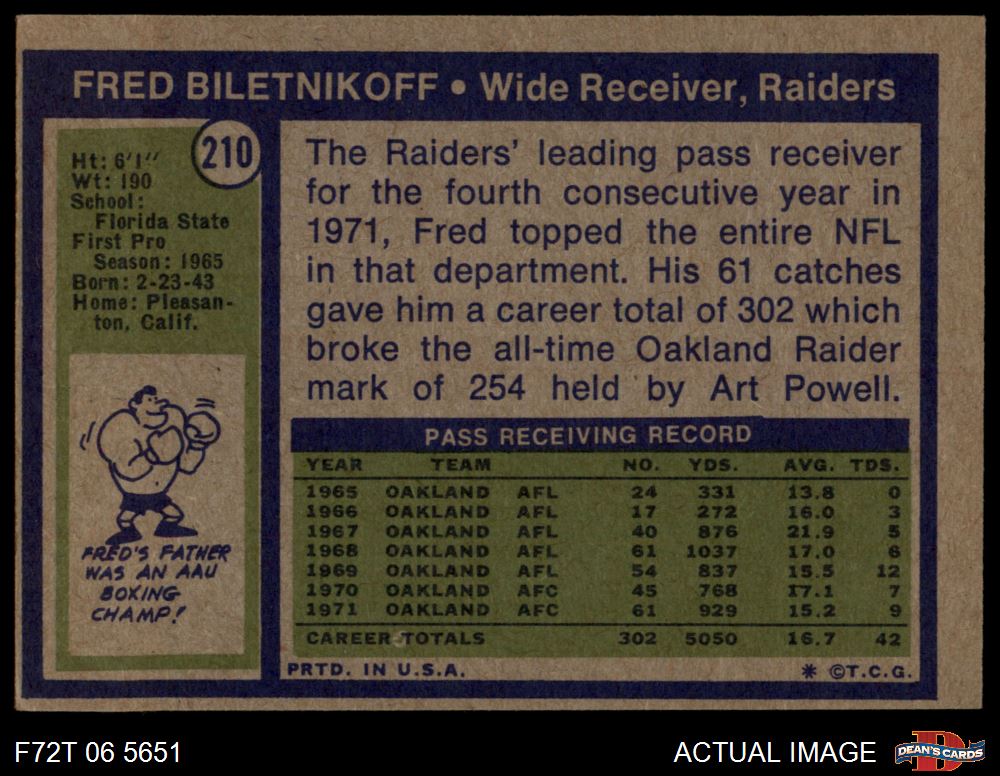 FRED BILETNIKOFF • Wide Receiver, Raiders
210
Ht: 6'1"
Wt: 190
School:
Florida State
First Pro
Season: 1965
Born: 2-23-43
Home: Pleasan-
ton, Calif.
FRED'S FATHER
WAS AN AAU
BOXING
CHAMP!
The Raiders' leading pass receiver
for the fourth consecutive year in
1971, Fred topped the entire NFL
in that department. His 61 catches
gave him a career total of 302 which
broke the all-time Oakland Raider
mark of 254 held by Art Powell.
PASS RECEIVING RECORD
YEAR TEAM NO. YDS. AVG. TDS.
1965 OAKLAND AFL 24 331 13.8 0
1966 OAKLAND AFL 17 272 16.0 3
1967 OAKLAND AFL 40 876 21.9 5
1968 OAKLAND AFL 61 1037 17.0 6
1969 OAKLAND AFL 54 837 15.5 12
1970 OAKLAND AFC 45 768 17.1 7
1971 OAKLAND AFC 61 929 15.2 9
CAREER TOTALS 302 5050 16.7 42
PRTD. IN U.S.A. * ©T.C.G.
F72T 06 5651 ACTUAL IMAGE D DEAN'S CARDS